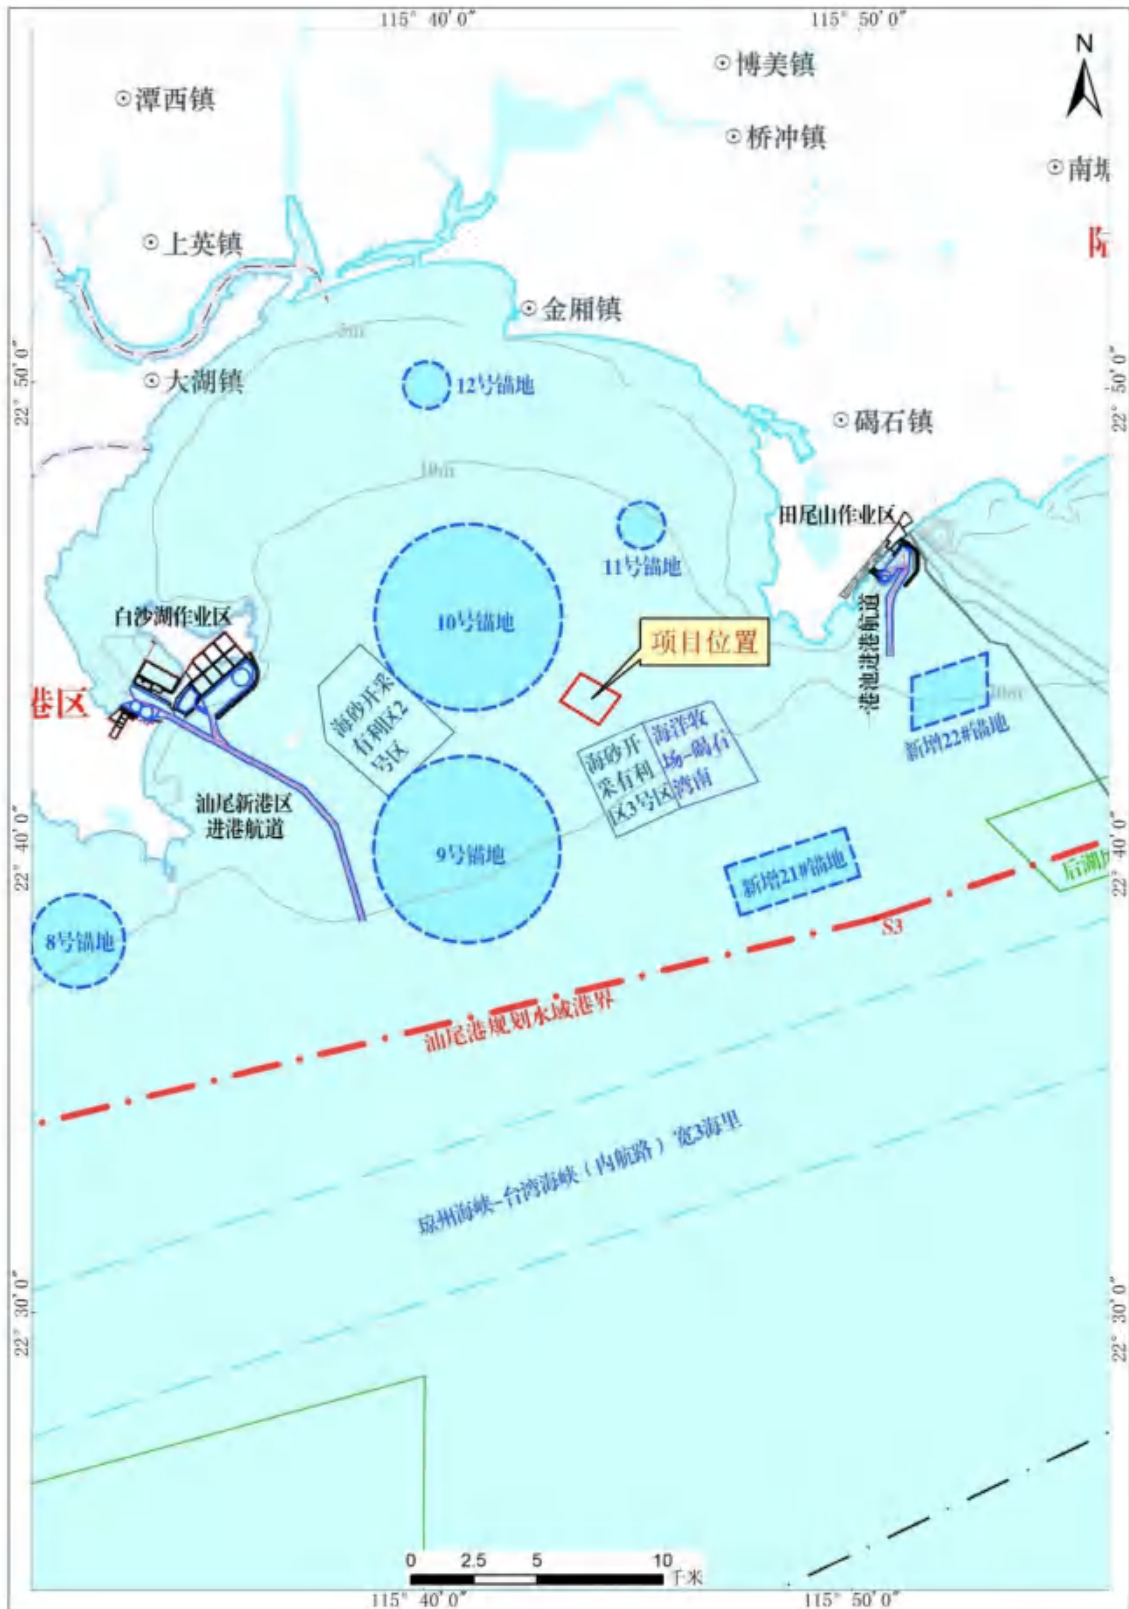 115° 40′0″
115° 50′0″
N
博美镇
潭西镇
桥冲镇
南塘
上英镇
金厢镇
5m
22° 50′0″
22° 50′0″
大湖镇
12号锚地
碣石镇
10m
田尾山作业区
11号锚地
白沙湖作业区
10号锚地
项目位置
港池进港航道
港区
海砂开采
有利区2
号区
新增22#锚地
海砂开
采有利
区3号区
海洋牧
场-碣石
湾南
汕尾新港区
进港航道
22° 40′0″
22° 40′0″
9号锚地
新增21#锚地
后湖
8号锚地
S3
汕尾港规划水域港界
琼州海峡-台湾海峡（内航路）宽3海里
22° 30′0″
22° 30′0″
0
2.5
5
10
千米
115° 40′0″
115° 50′0″